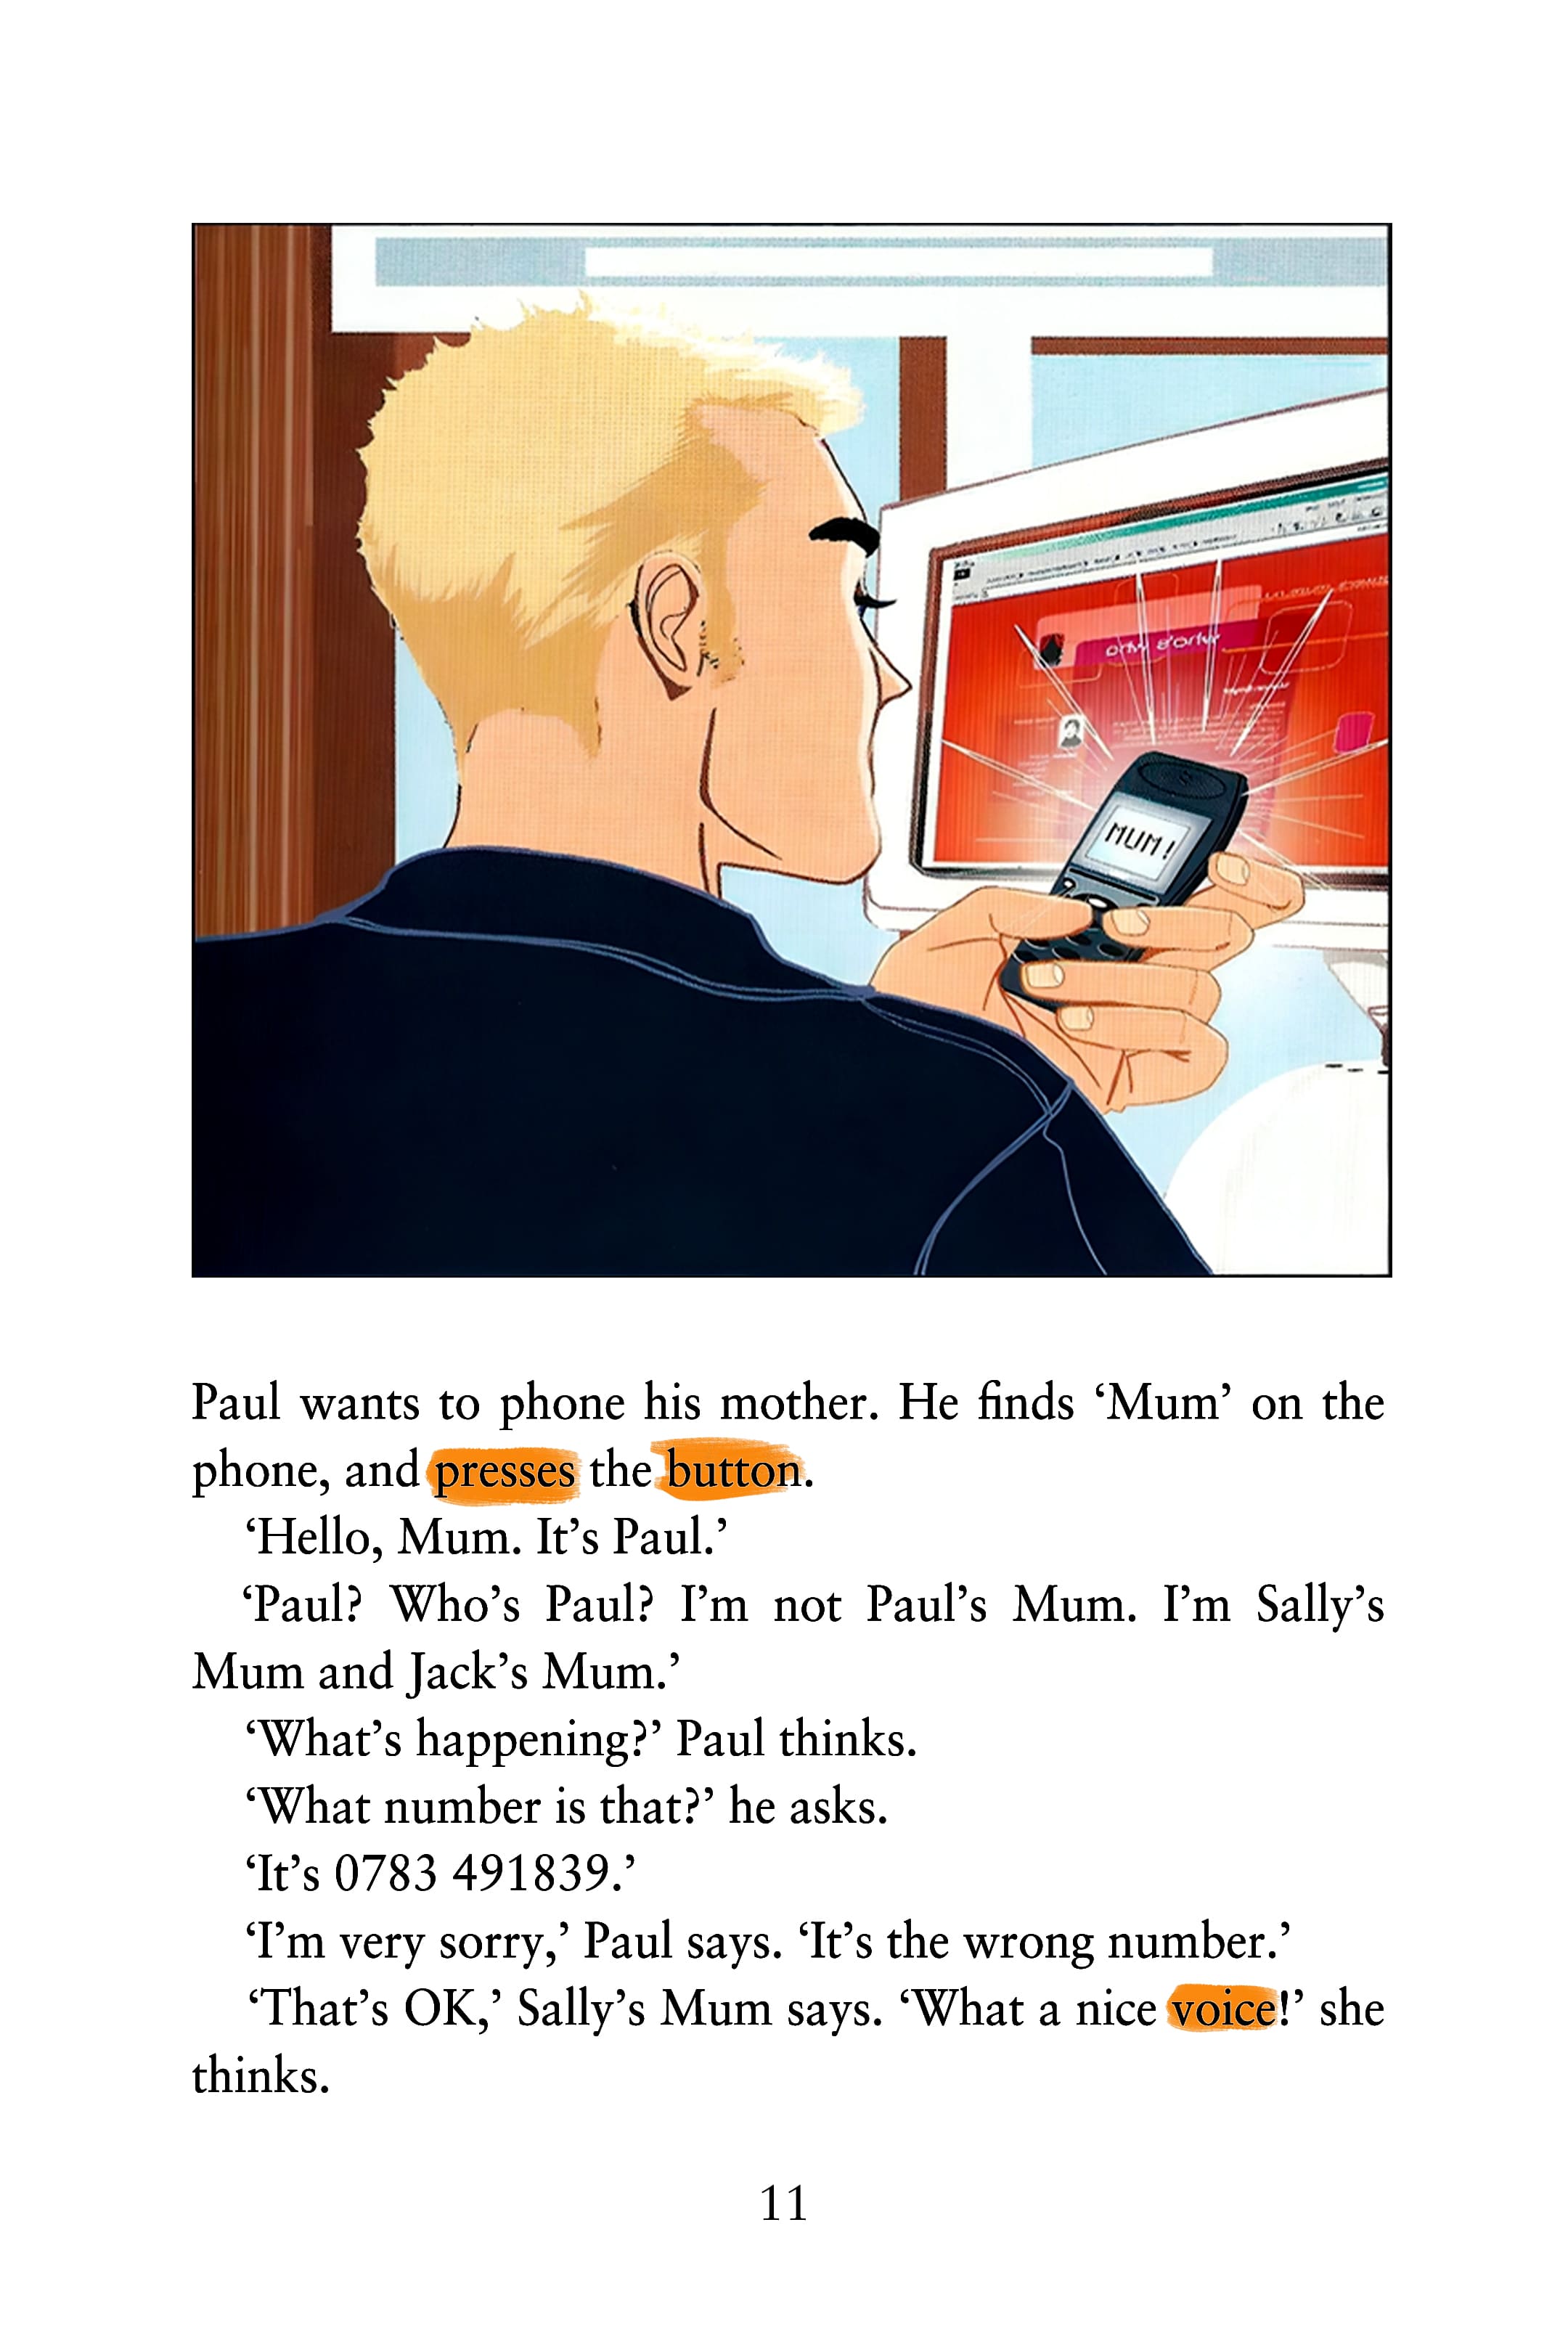 MUM!
Paul wants to phone his mother. He finds ‘Mum’ on the
phone, and presses the button.
‘Hello, Mum. It’s Paul.’
‘Paul? Who’s Paul? I’m not Paul’s Mum. I’m Sally’s
Mum and Jack’s Mum.’
‘What’s happening?’ Paul thinks.
‘What number is that?’ he asks.
‘It’s 0783 491839.’
‘I’m very sorry,’ Paul says. ‘It’s the wrong number.’
‘That’s OK,’ Sally’s Mum says. ‘What a nice voice!’ she
thinks.
11